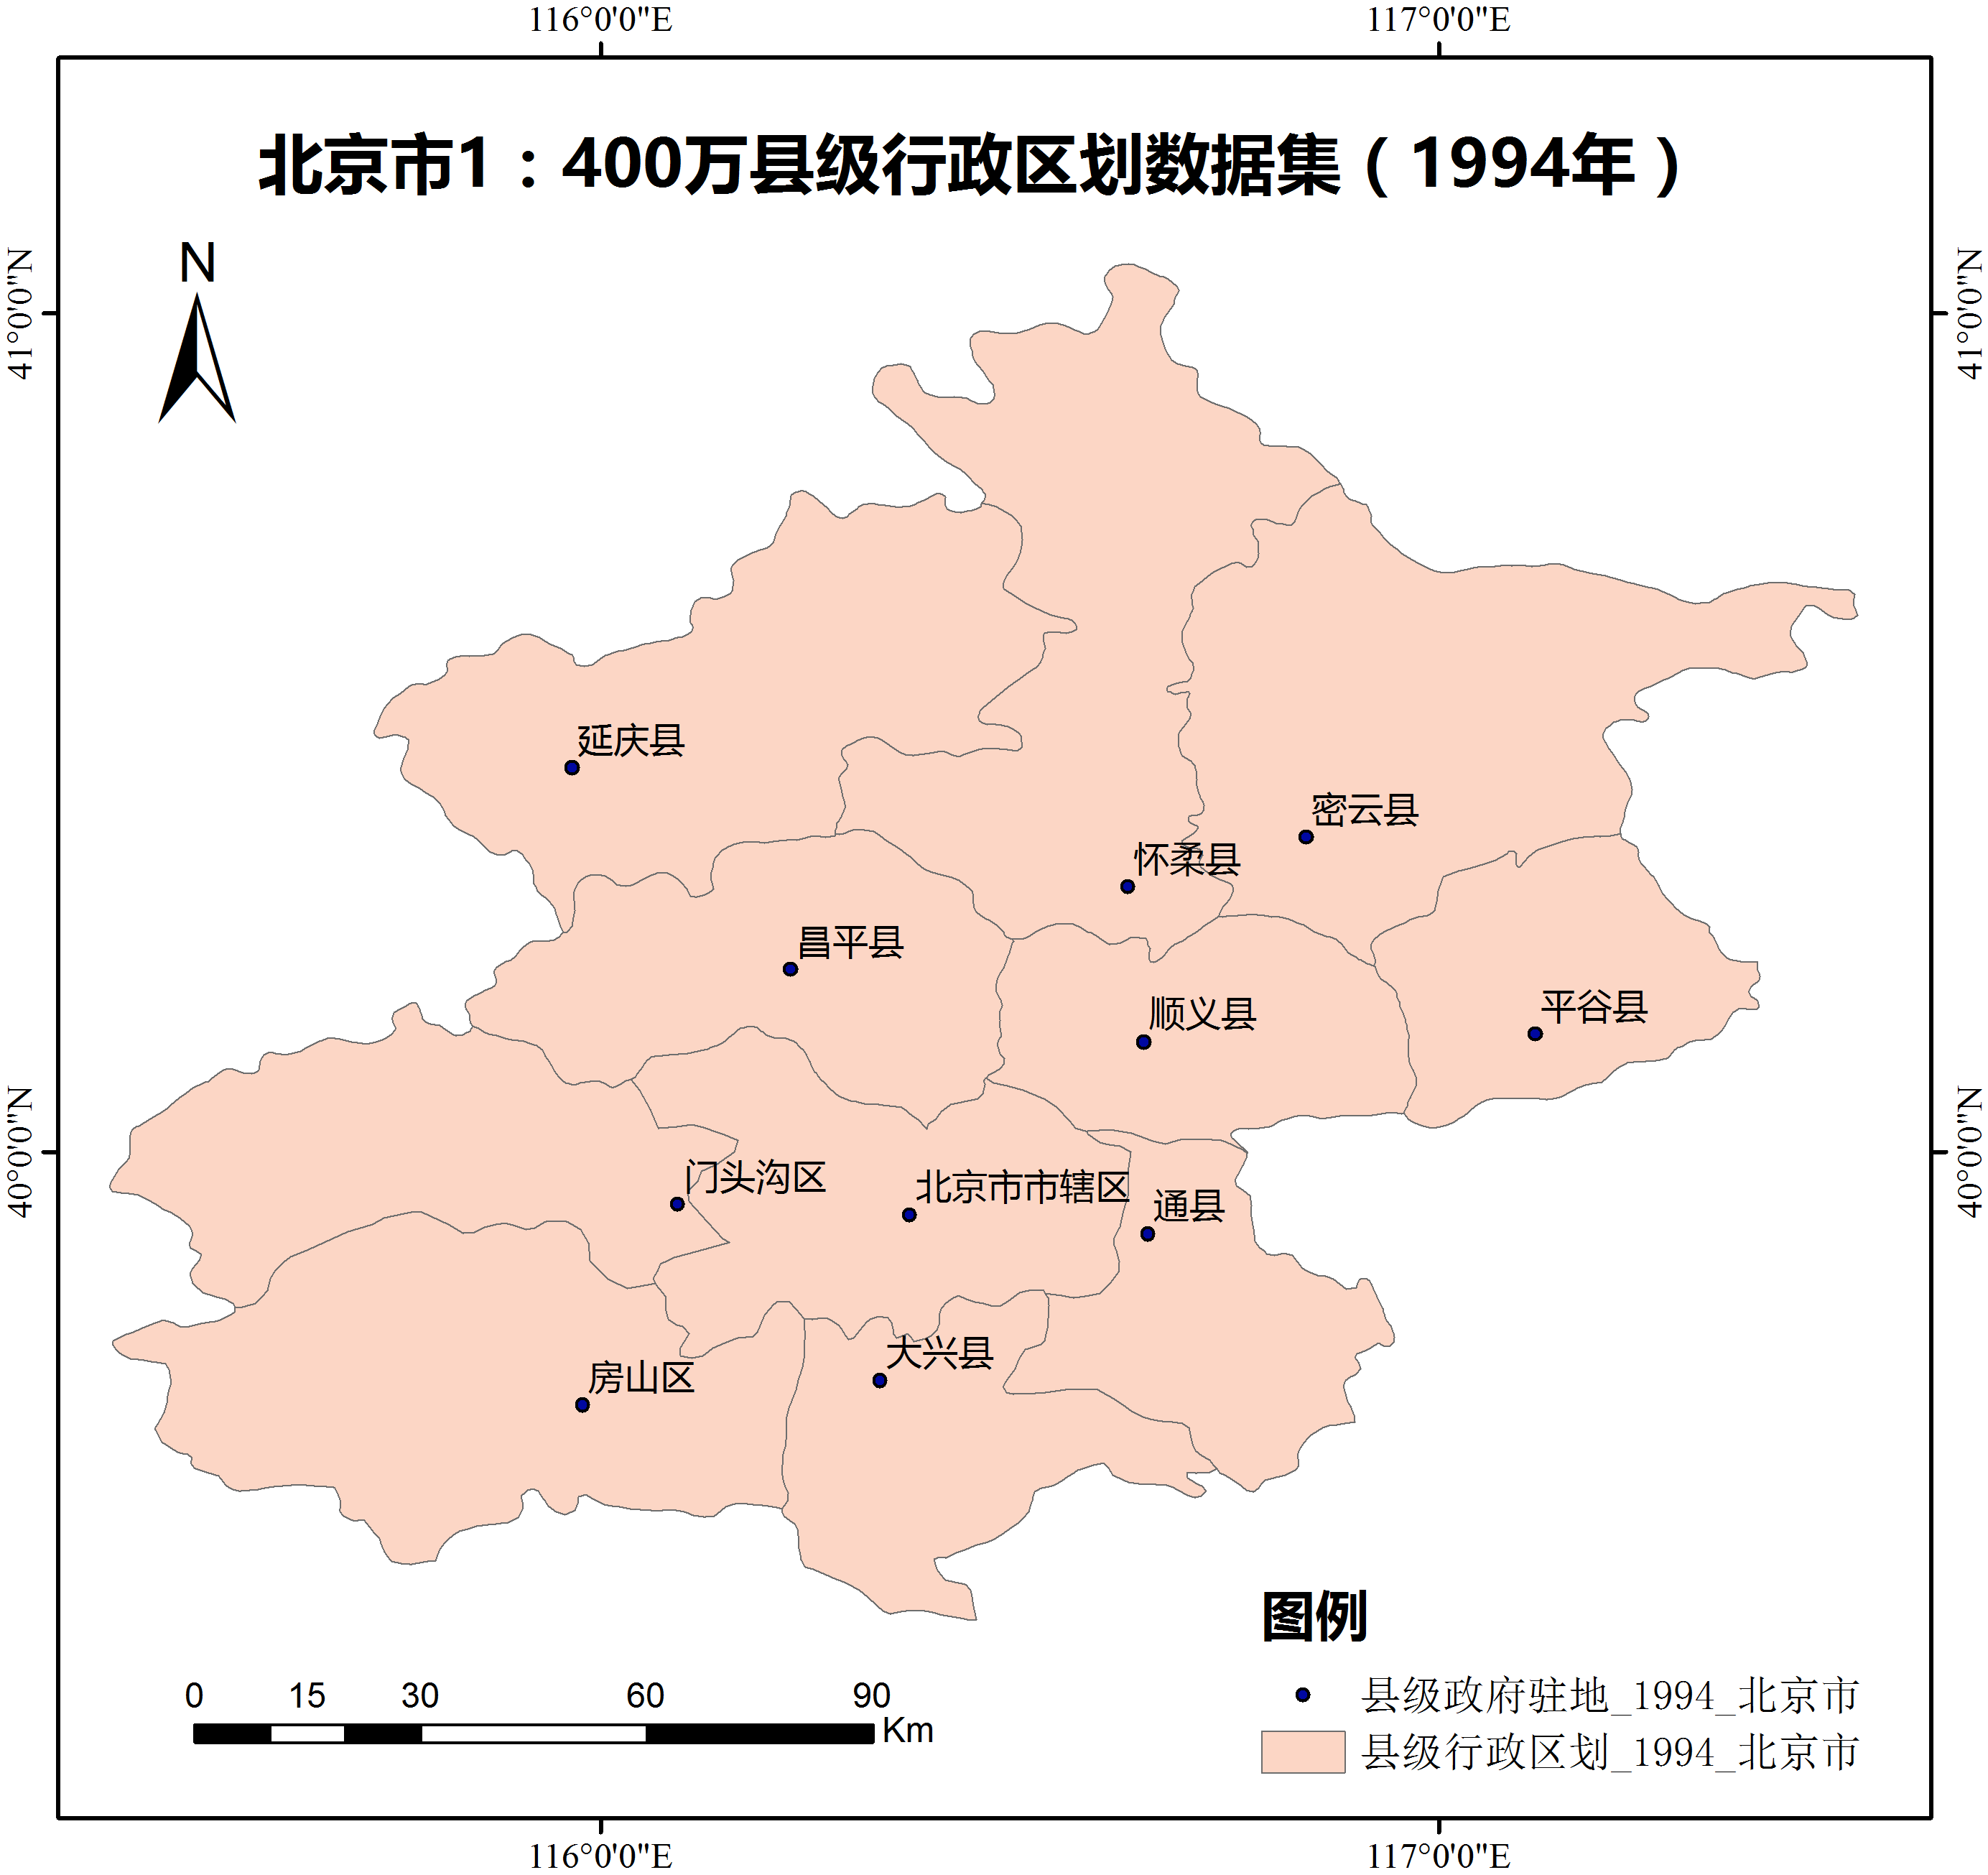 116°0'0"E
117°0'0"E
北京市1：400万县级行政区划数据集（1994年）
N
41°0'0"N
41°0'0"N
延庆县
密云县
怀柔县
昌平县
平谷县
顺义县
40°0'0"N
40°0'0"N
门头沟区
北京市市辖区
通县
大兴县
房山区
图例
县级政府驻地_1994_北京市
县级行政区划_1994_北京市
0 15 30 60 90
Km
116°0'0"E
117°0'0"E